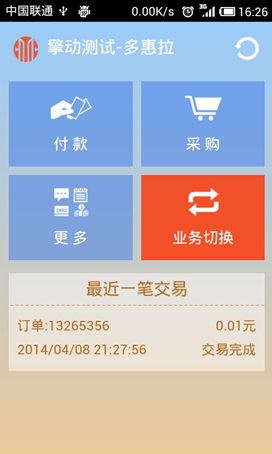 中国联通 0.00K/s 3G 16:26
擎动测试-多惠拉
付款 采购
更多 业务切换
最近一笔交易
订单:13265356 0.01元
2014/04/08 21:27:56 交易完成